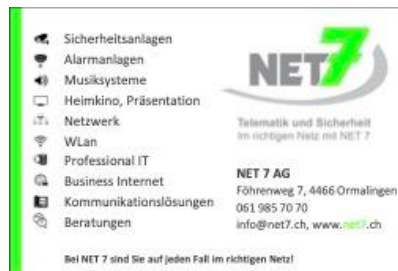 Sicherheitsanlagen
Alarmanlagen
Musiksysteme
Heimkino, Präsentation
Netzwerk
WLan
Professional IT
Business Internet
Kommunikationslösungen
Beratungen
NET7
Telematik und Sicherheit
Im richtigen Netz mit NET 7
NET 7 AG
Föhrenweg 7, 4466 Ormalingen
061 985 70 70
info@net7.ch, www.net7.ch
Bei NET 7 sind Sie auf jeden Fall im richtigen Netz!